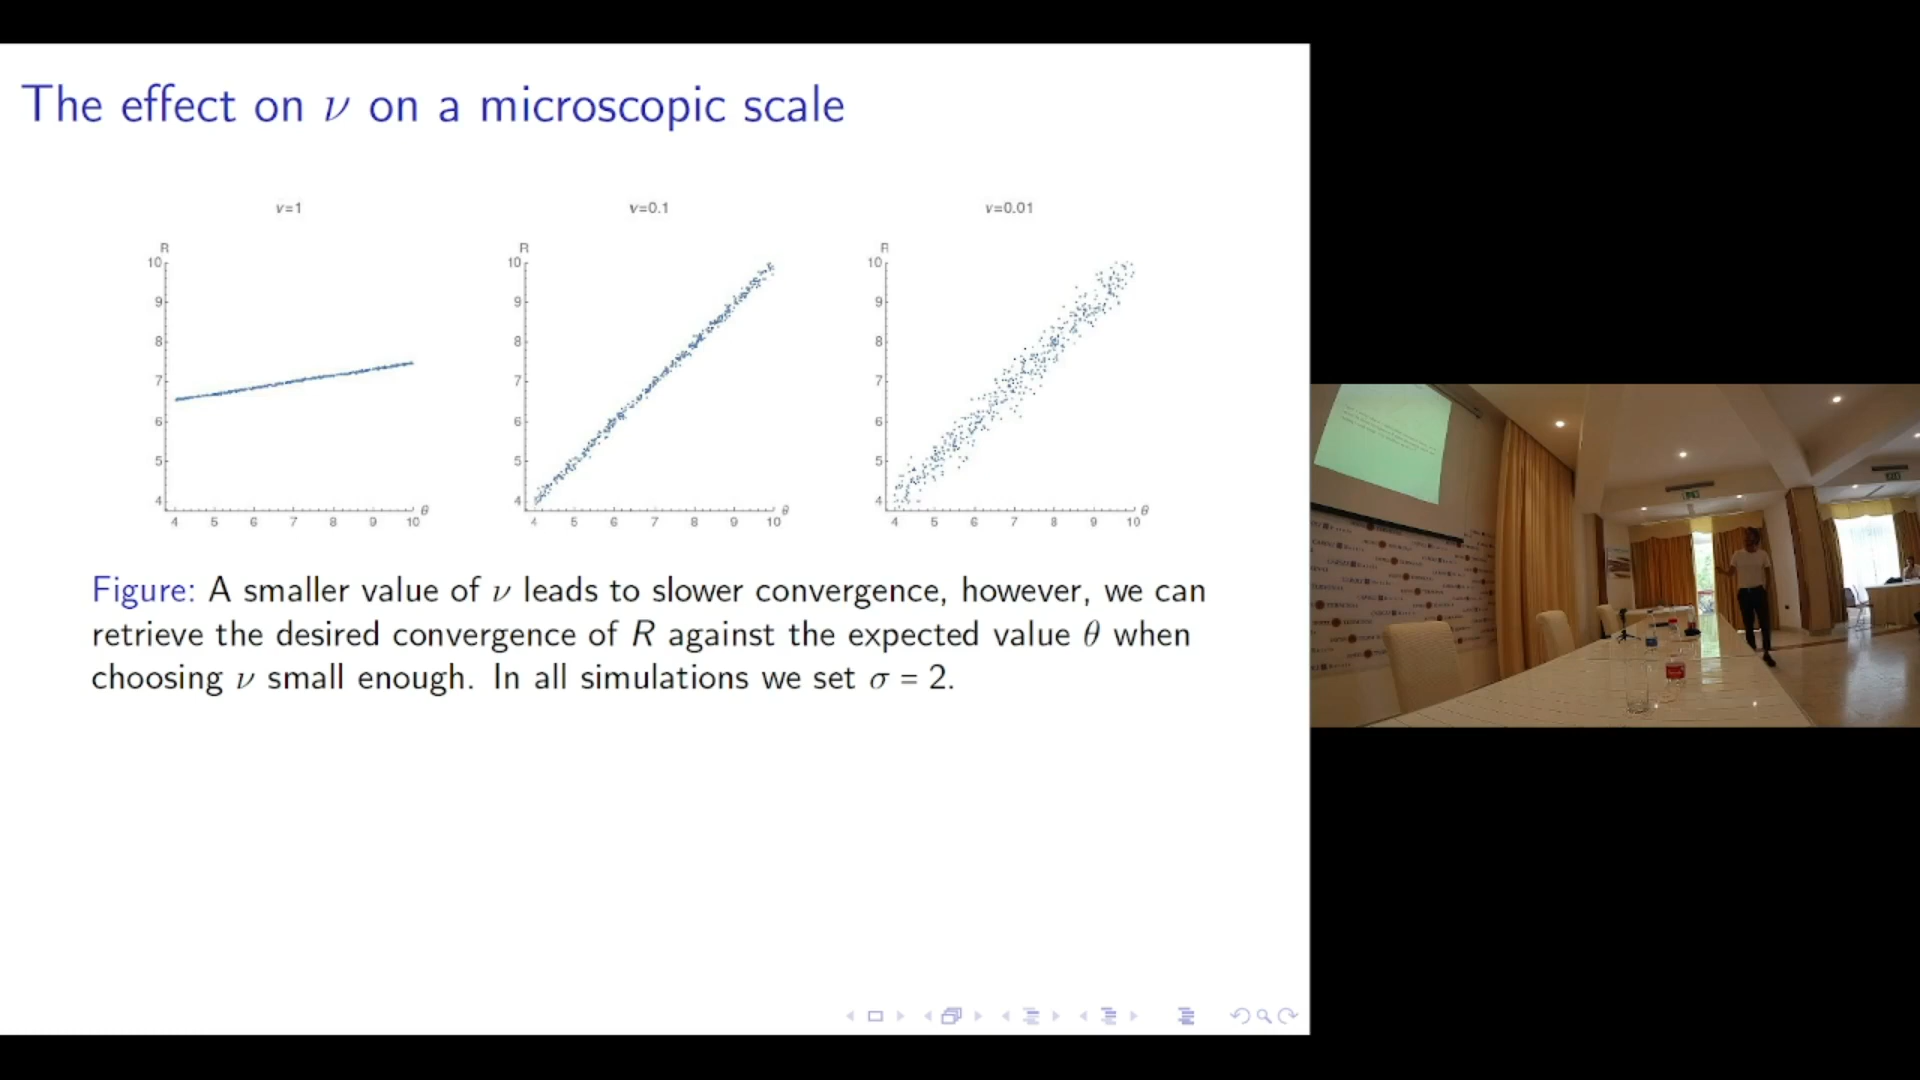 The effect on ν on a microscopic scale
ν=1
R
10
9
8
7
6
5
4
4 5 6 7 8 9 10 θ
ν=0.1
R
10
9
8
7
6
5
4
4 5 6 7 8 9 10 θ
ν=0.01
R
10
9
8
7
6
5
4
4 5 6 7 8 9 10 θ
Figure: A smaller value of ν leads to slower convergence, however, we can
retrieve the desired convergence of R against the expected value θ when
choosing ν small enough. In all simulations we set σ = 2.